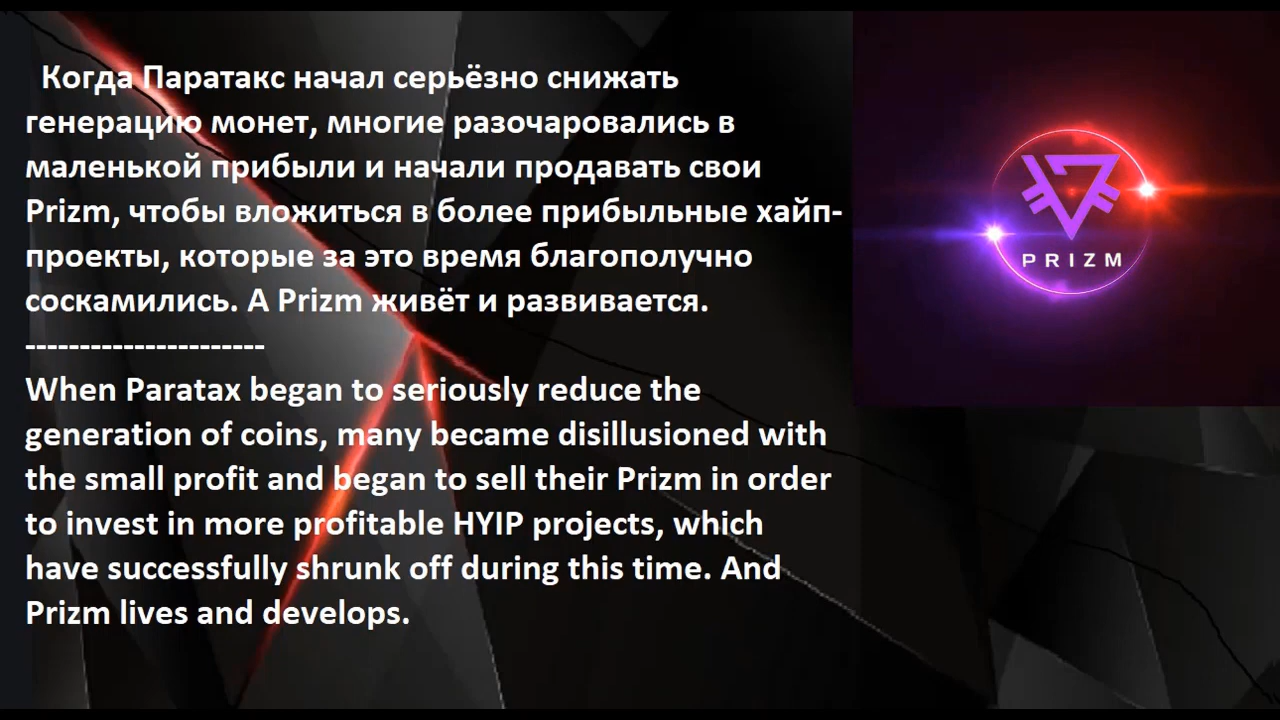 Когда Паратакс начал серьёзно снижать
генерацию монет, многие разочаровались в
маленькой прибыли и начали продавать свои
Prizm, чтобы вложиться в более прибыльные хайп-
проекты, которые за это время благополучно
соскамились. А Prizm живёт и развивается.
----------------------
When Paratax began to seriously reduce the
generation of coins, many became disillusioned with
the small profit and began to sell their Prizm in order
to invest in more profitable HYIP projects, which
have successfully shrunk off during this time. And
Prizm lives and develops.
PRIZM